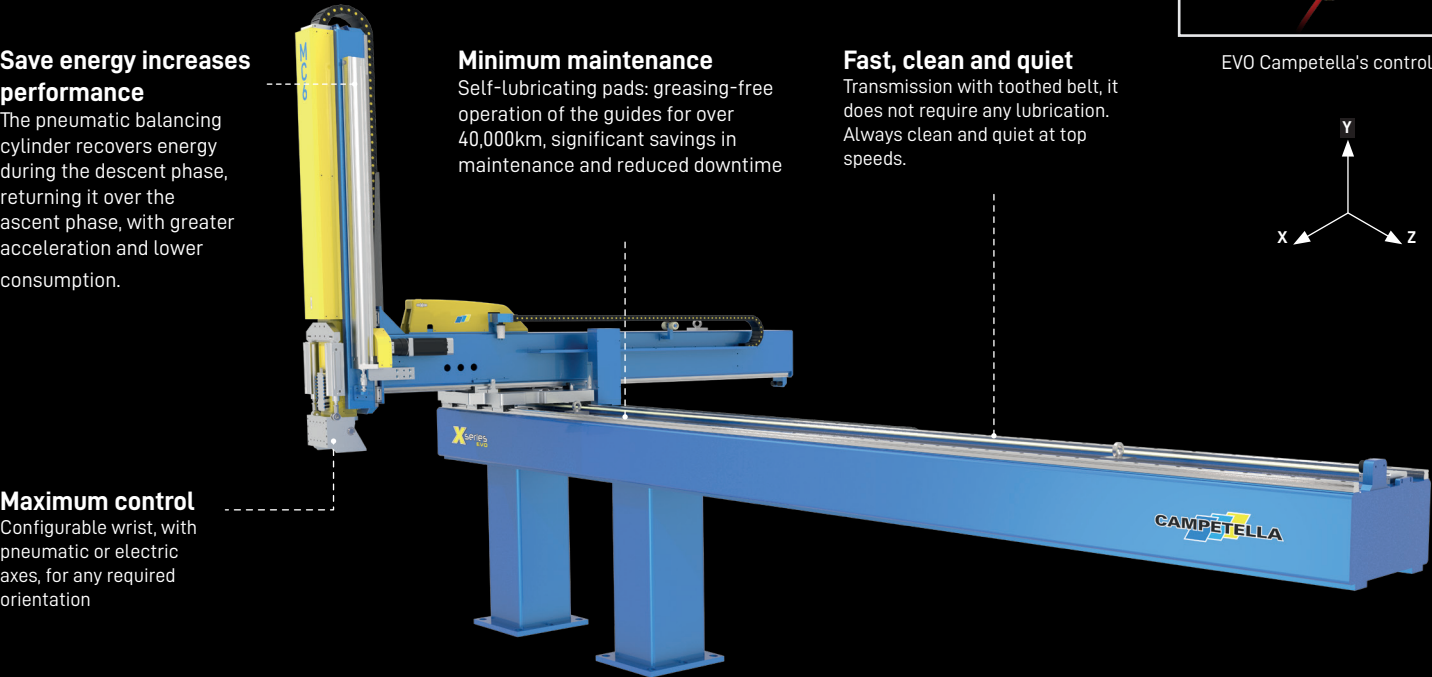 Save energy increases
performance
The pneumatic balancing
cylinder recovers energy
during the descent phase,
returning it over the
ascent phase, with greater
acceleration and lower
consumption.
Minimum maintenance
Self-lubricating pads: greasing-free
operation of the guides for over
40,000km, significant savings in
maintenance and reduced downtime
Fast, clean and quiet
Transmission with toothed belt, it
does not require any lubrication.
Always clean and quiet at top
speeds.
EVO Campetella's control
Y
X
Z
MC6
X series
EVO
CAMPETELLA
Maximum control
Configurable wrist, with
pneumatic or electric
axes, for any required
orientation